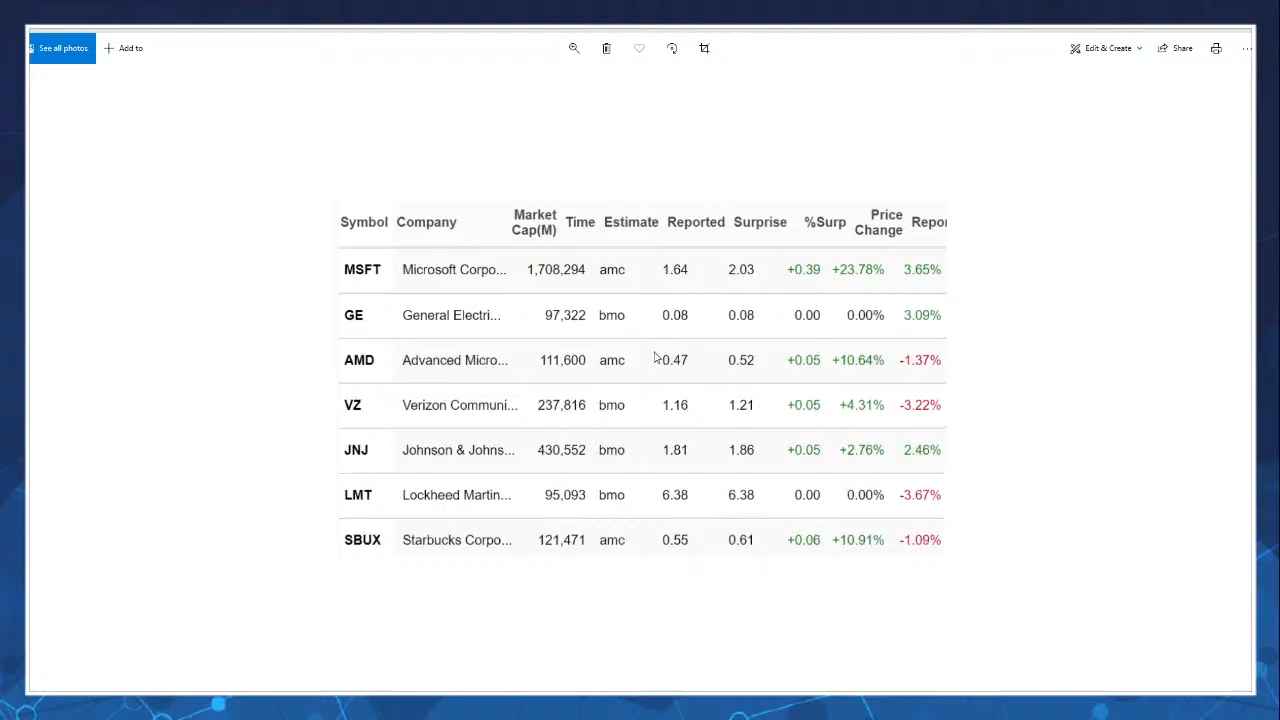 See all photos Add to Edit & Create Share
Symbol Company Market Cap(M) Time Estimate Reported Surprise %Surp Price Change Repor
MSFT Microsoft Corpo... 1,708,294 amc 1.64 2.03 +0.39 +23.78% 3.65%
GE General Electri... 97,322 bmo 0.08 0.08 0.00 0.00% 3.09%
AMD Advanced Micro... 111,600 amc 0.47 0.52 +0.05 +10.64% -1.37%
VZ Verizon Communi... 237,816 bmo 1.16 1.21 +0.05 +4.31% -3.22%
JNJ Johnson & Johns... 430,552 bmo 1.81 1.86 +0.05 +2.76% 2.46%
LMT Lockheed Martin... 95,093 bmo 6.38 6.38 0.00 0.00% -3.67%
SBUX Starbucks Corpo... 121,471 amc 0.55 0.61 +0.06 +10.91% -1.09%